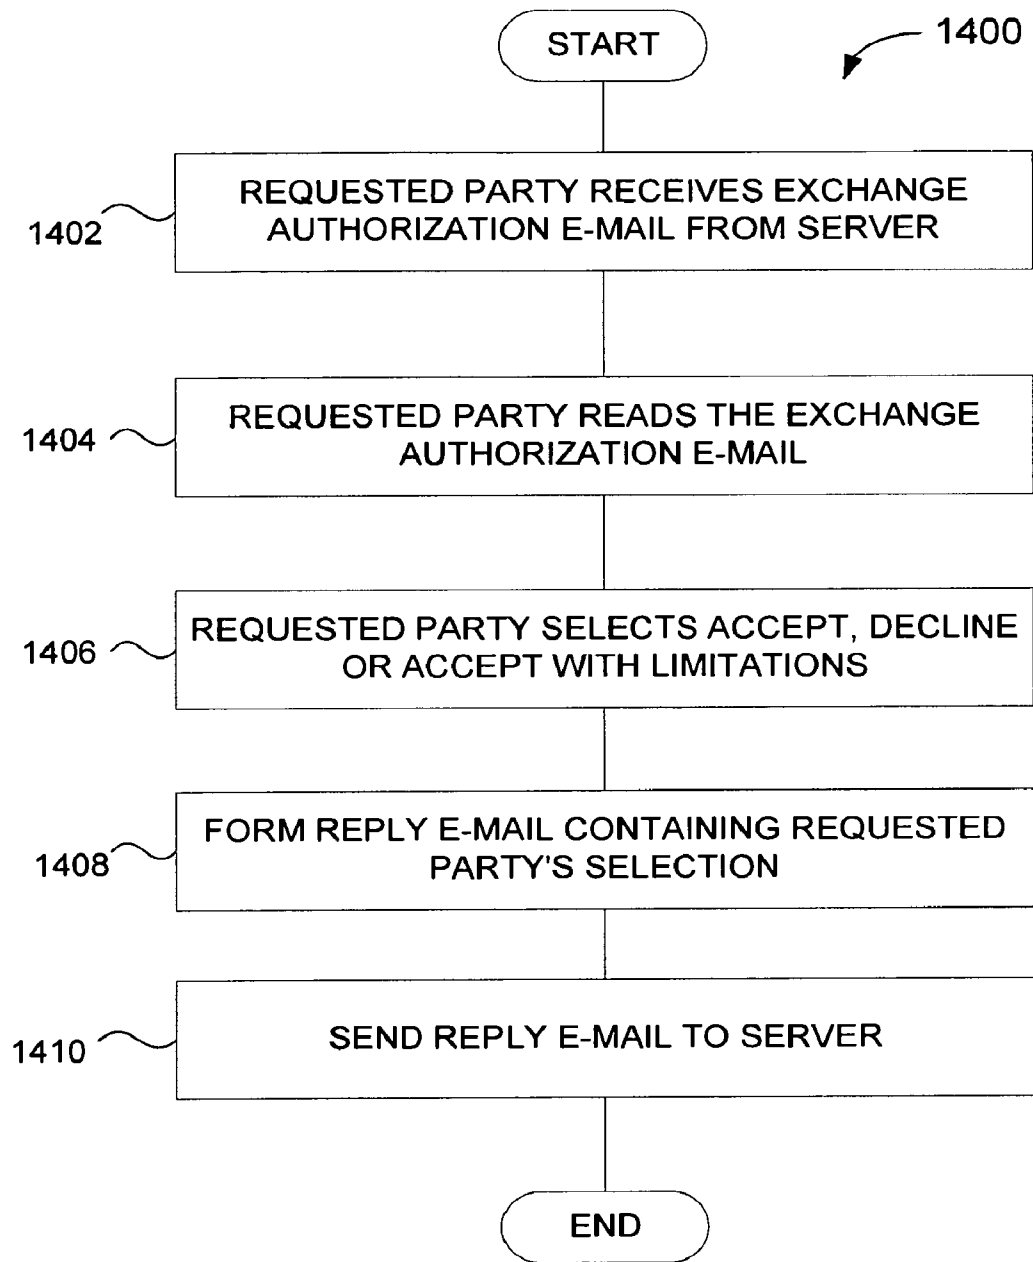 START
1400
1402
REQUESTED PARTY RECEIVES EXCHANGE
AUTHORIZATION E-MAIL FROM SERVER
1404
REQUESTED PARTY READS THE EXCHANGE
AUTHORIZATION E-MAIL
1406
REQUESTED PARTY SELECTS ACCEPT, DECLINE
OR ACCEPT WITH LIMITATIONS
1408
FORM REPLY E-MAIL CONTAINING REQUESTED
PARTY'S SELECTION
1410
SEND REPLY E-MAIL TO SERVER
END